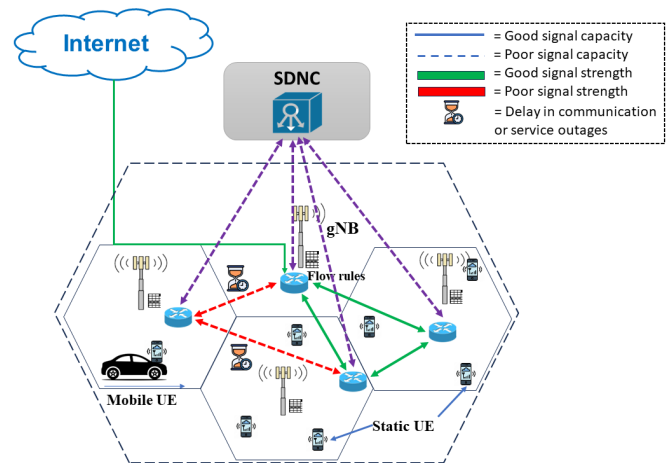 Internet
SDNC
= Good signal capacity
= Poor signal capacity
= Good signal strength
= Poor signal strength
= Delay in communication
or service outages
gNB
Flow rules
Mobile UE
Static UE